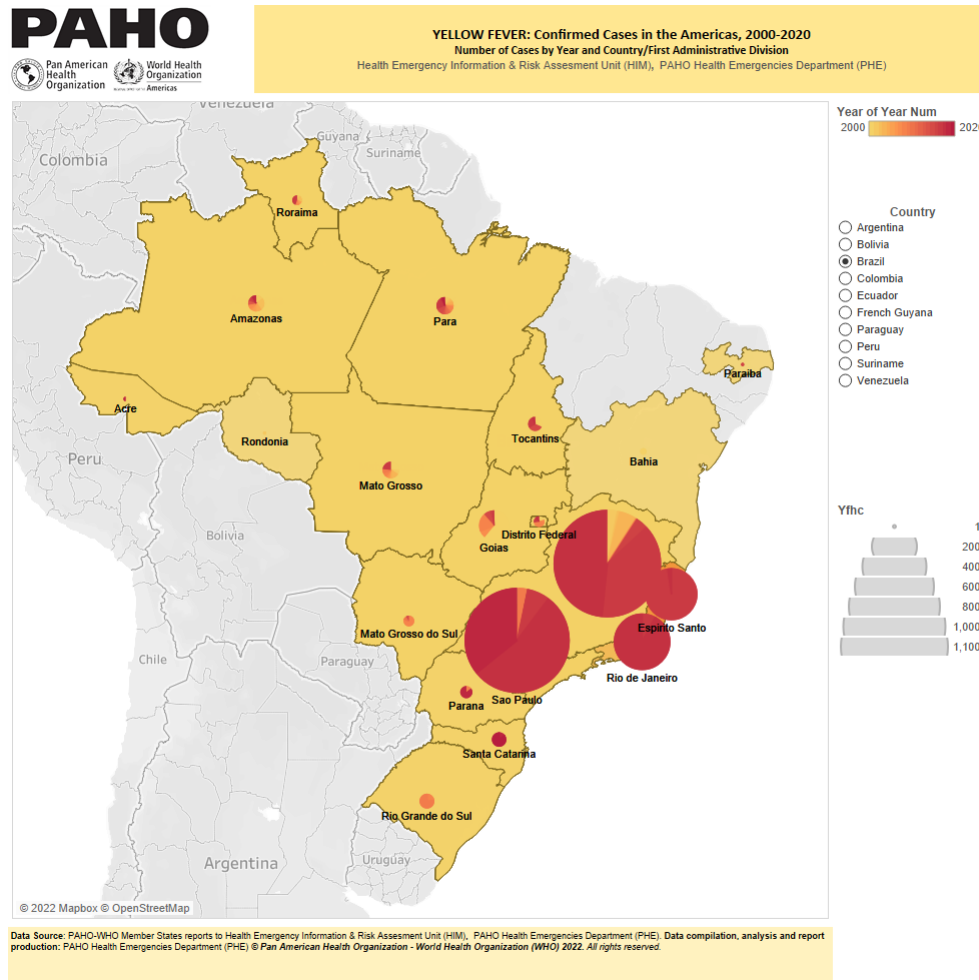 PAHO
Pan American
Health
Organization
World Health
Organization
Americas
YELLOW FEVER: Confirmed Cases in the Americas, 2000-2020
Number of Cases by Year and Country/First Administrative Division
Health Emergency Information & Risk Assesment Unit (HIM), PAHO Health Emergencies Department (PHE)
Venezuela
Colombia
Guyana
Suriname
Roraima
Amazonas
Para
Paraiba
Acre
Tocantins
Rondonia
Bahia
Peru
Mato Grosso
Distrito Federal
Goias
Bolivia
Espirito Santo
Mato Grosso do Sul
Chile
Paraguay
Rio de Janeiro
Parana
Sao Paulo
Santa Catarina
Rio Grande do Sul
Argentina
Uruguay
© 2022 Mapbox © OpenStreetMap
Year of Year Num
2000
202
Country
Argentina
Bolivia
Brazil
Colombia
Ecuador
French Guyana
Paraguay
Peru
Suriname
Venezuela
Yfhc
1
200
400
600
800
1,000
1,100
Data Source: PAHO-WHO Member States reports to Health Emergency Information & Risk Assesment Unit (HIM), PAHO Health Emergencies Department (PHE). Data compilation, analysis and report
production: PAHO Health Emergencies Department (PHE) © Pan American Health Organization - World Health Organization (WHO) 2022. All rights reserved.